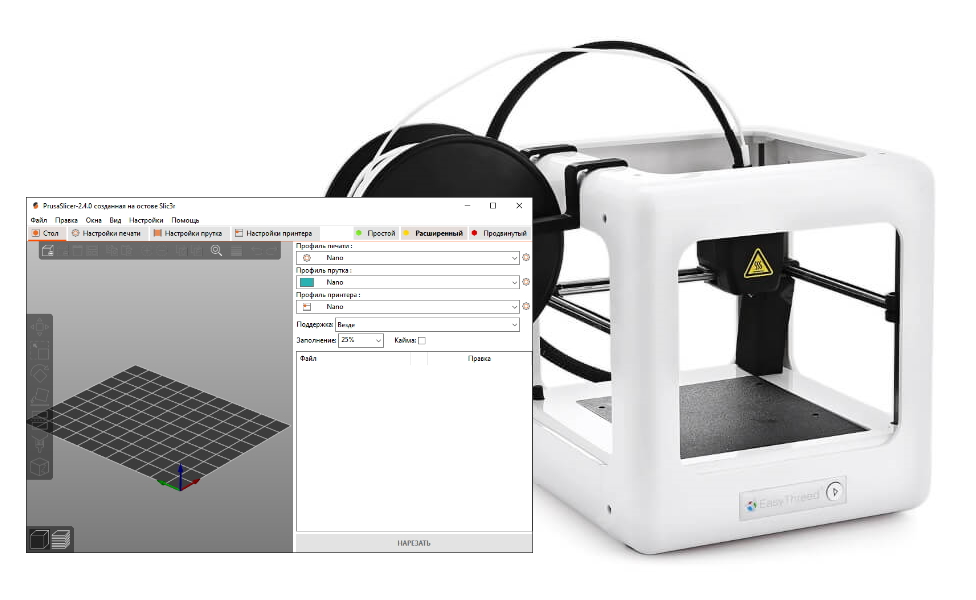 PrusaSlicer-2.4.0 созданная на остове Slic3r
Файл Правка Окна Вид Настройки Помощь
Стол Настройки печати Настройки прутка Настройки принтера Простой Расширенный Продвинутый
Профиль печати :
Nano
Профиль прутка :
Nano
Профиль принтера :
Nano
Поддержка: Везде
Заполнение: 25% Кайма:
Файл Правка
НАРЕЗАТЬ
EasyThreed